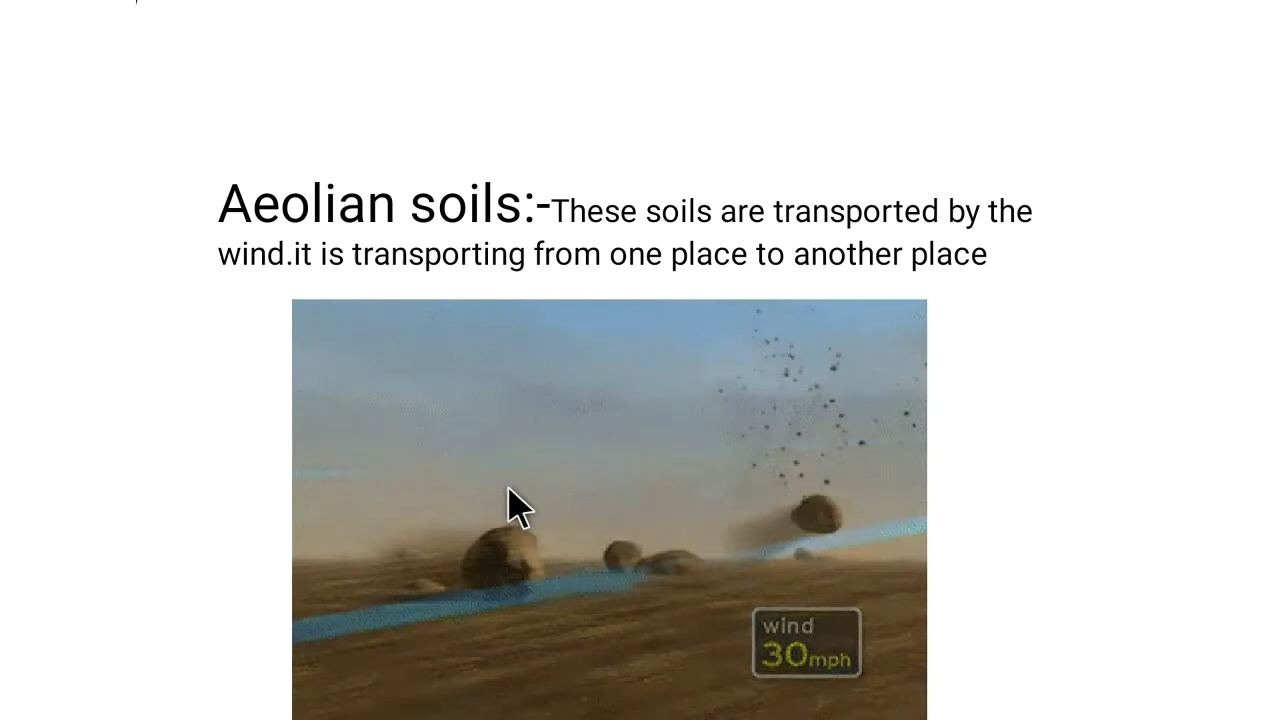 Aeolian soils:-These soils are transported by the
wind.it is transporting from one place to another place
wind
30mph